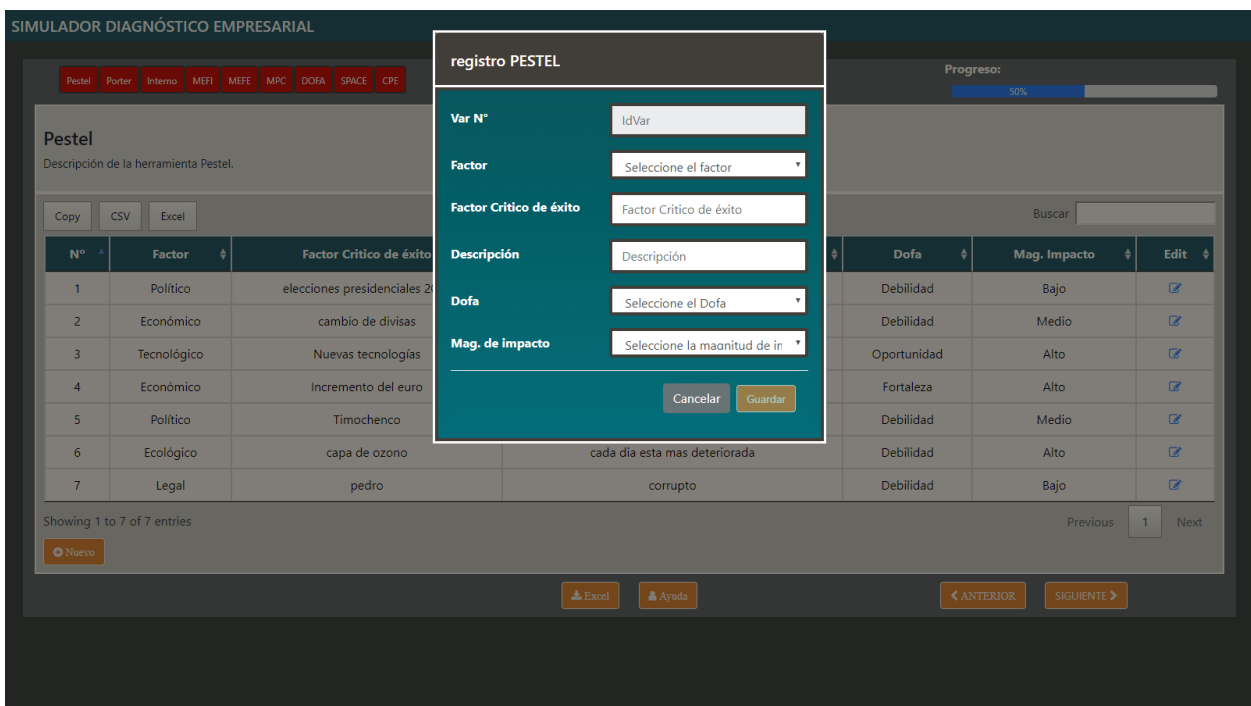 SIMULADOR DIAGNÓSTICO EMPRESARIAL
Pestel Porter Interno MEFI MEFE MPC DOFA SPACE CPE
Progreso:
50%
Pestel
Descripción de la herramienta Pestel.
Copy CSV Excel
Buscar
N° Factor Factor Critico de éxito Dofa Mag. Impacto Edit
1 Político elecciones presidenciales Debilidad Bajo
2 Económico cambio de divisas Debilidad Medio
3 Tecnológico Nuevas tecnologías Oportunidad Alto
4 Económico Incremento del euro Fortaleza Alto
5 Político Timochenco Debilidad Medio
6 Ecológico capa de ozono cada dia esta mas deteriorada Debilidad Alto
7 Legal pedro corrupto Debilidad Bajo
Showing 1 to 7 of 7 entries
Previous 1 Next
Nuevo
Excel Ayuda ANTERIOR SIGUIENTE
registro PESTEL
Var N° IdVar
Factor Seleccione el factor
Factor Critico de éxito Factor Critico de éxito
Descripción Descripción
Dofa Seleccione el Dofa
Mag. de impacto Seleccione la magnitud de
Cancelar Guardar